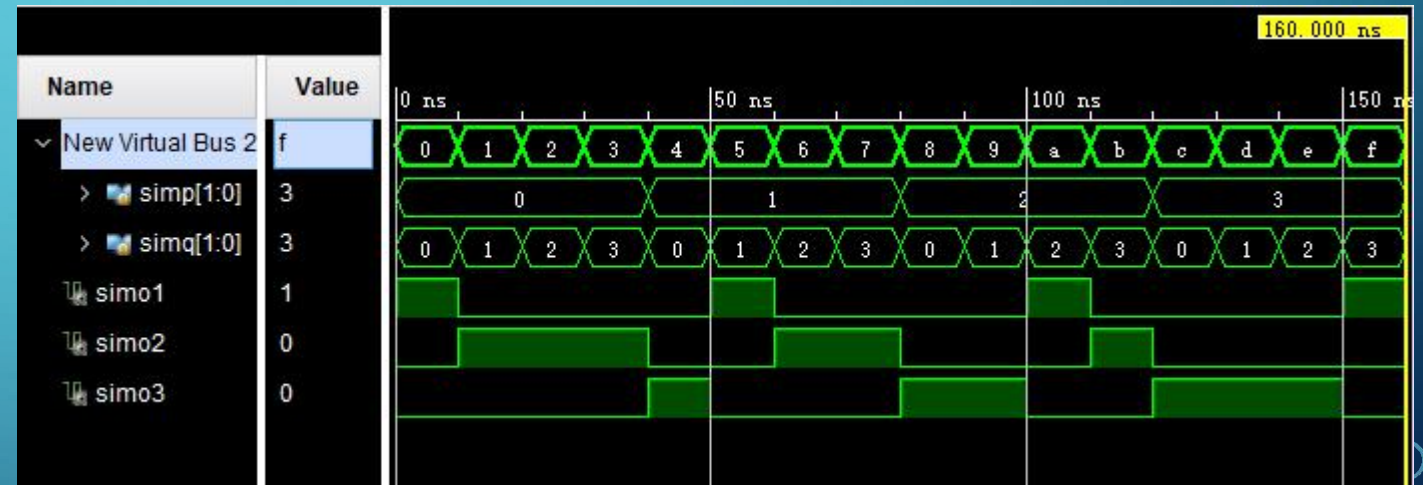 160.000 ns
Name Value 0 ns 50 ns 100 ns 150 n
New Virtual Bus 2 f 0 1 2 3 4 5 6 7 8 9 a b c d e f
simp[1:0] 3 0 1 2 3
simq[1:0] 3 0 1 2 3 0 1 2 3 0 1 2 3 0 1 2 3
simo1 1
simo2 0
simo3 0